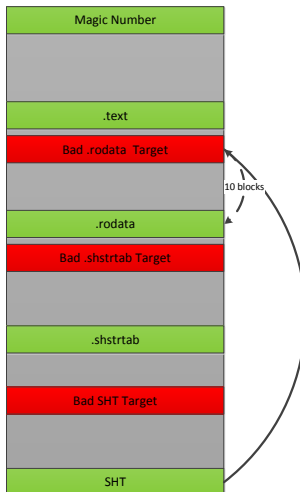 Magic Number
.text
Bad .rodata Target
10 blocks
.rodata
Bad .shstrtab Target
.shstrtab
Bad SHT Target
SHT